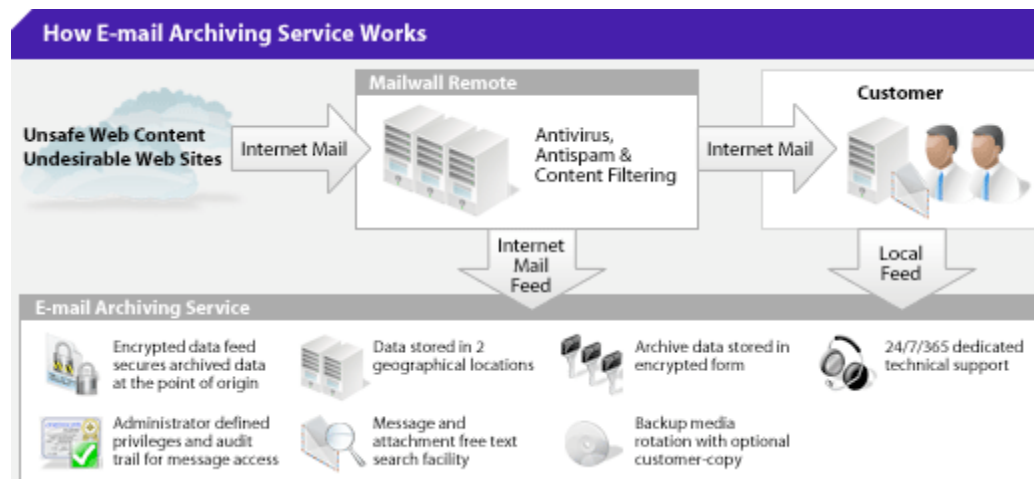 How E-mail Archiving Service Works
Mailwall Remote
Customer
Unsafe Web Content
Undesirable Web Sites
Internet Mail
Antivirus,
Antispam &
Content Filtering
Internet Mail
Internet
Mail
Feed
Local
Feed
E-mail Archiving Service
Encrypted data feed
secures archived data
at the point of origin
Data stored in 2
geographical locations
Archive data stored in
encrypted form
24/7/365 dedicated
technical support
Administrator defined
privileges and audit
trail for message access
Message and
attachment free text
search facility
Backup media
rotation with optional
customer-copy